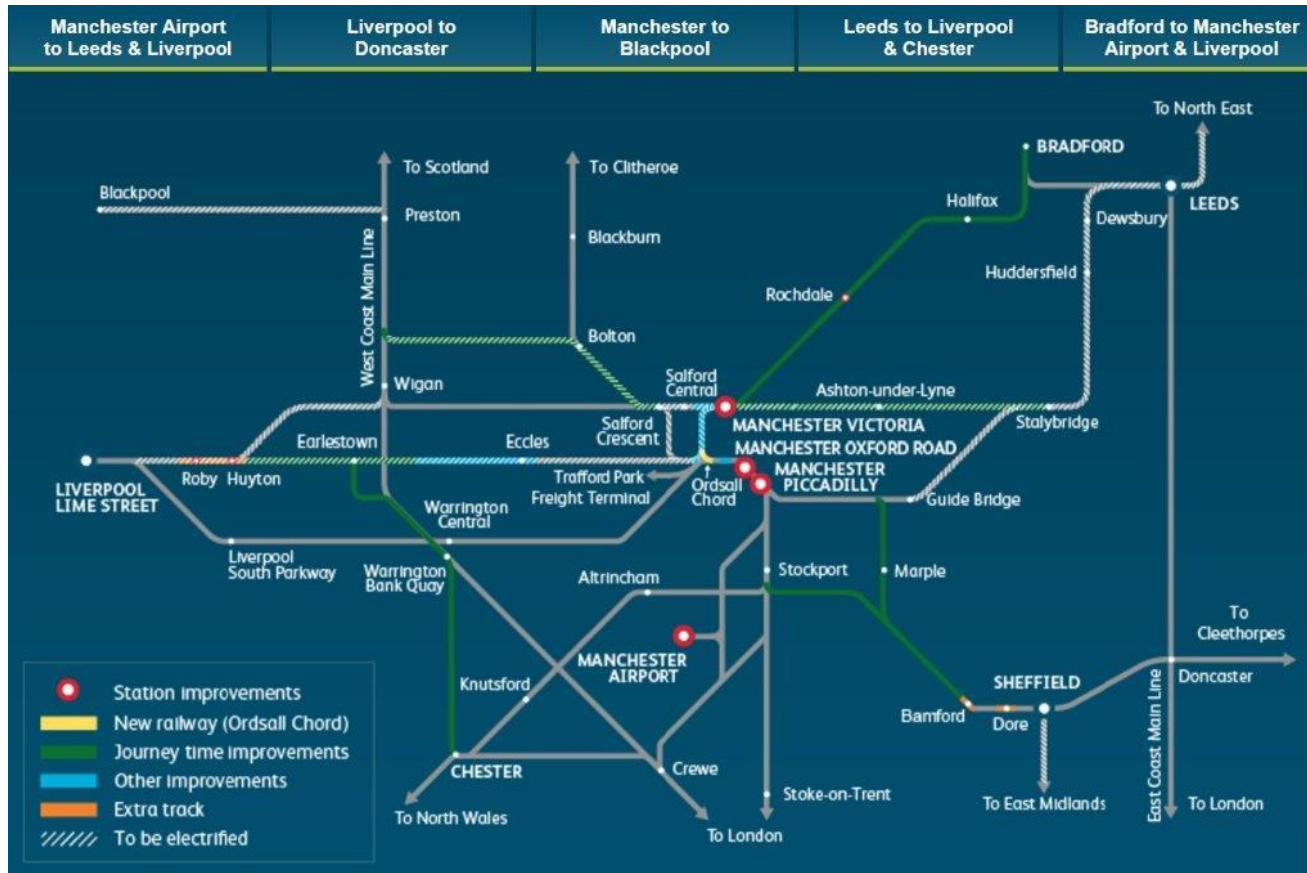 Manchester Airport
to Leeds & Liverpool
Liverpool to
Doncaster
Manchester to
Blackpool
Leeds to Liverpool
& Chester
Bradford to Manchester
Airport & Liverpool
To North East
BRADFORD
To Scotland
To Clitheroe
Blackpool
Halifax
LEEDS
Preston
Dewsbury
Blackburn
Huddersfield
West Coast Main Line
Rochdale
Bolton
Wigan
Salford
Central
Ashton-under-Lyne
Salford
Crescent
MANCHESTER VICTORIA
Stalybridge
Earlestown
Eccles
MANCHESTER OXFORD ROAD
Roby
Huyton
Trafford Park
Freight Terminal
Ordsall
Chord
MANCHESTER
PICCADILLY
LIVERPOOL
LIME STREET
Guide Bridge
Warrington
Central
Liverpool
South Parkway
Warrington
Bank Quay
Altrincham
Stockport
Marple
To
Cleethorpes
MANCHESTER
AIRPORT
Knutsford
SHEFFIELD
Doncaster
Bamford
Dore
East Coast Main Line
CHESTER
Crewe
Stoke-on-Trent
To East Midlands
To London
To North Wales
To London
Station improvements
New railway (Ordsall Chord)
Journey time improvements
Other improvements
Extra track
To be electrified